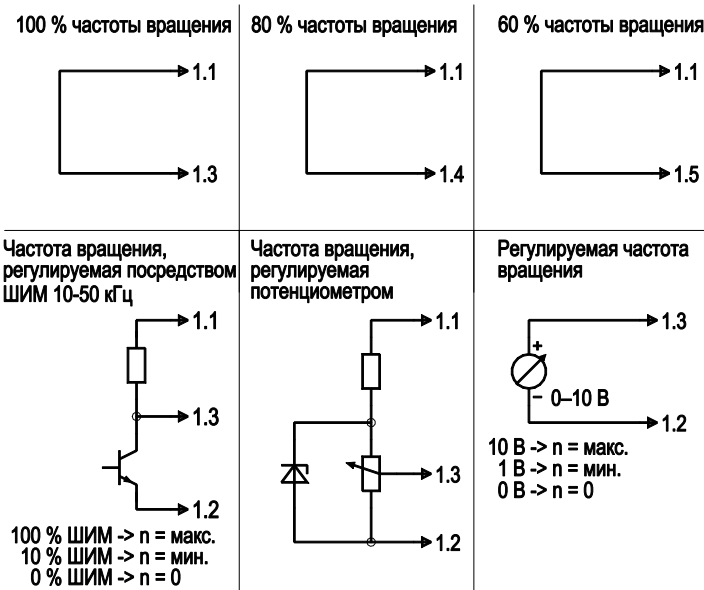 100 % частоты вращения
1.1
1.3
80 % частоты вращения
1.1
1.4
60 % частоты вращения
1.1
1.5
Частота вращения,
регулируемая посредством
ШИМ 10-50 кГц
1.1
1.3
1.2
100 % ШИМ -> n = макс.
10 % ШИМ -> n = мин.
0 % ШИМ -> n = 0
Частота вращения,
регулируемая
потенциометром
1.1
1.3
1.2
Регулируемая частота
вращения
1.3
+
– 0–10 В
1.2
10 В -> n = макс.
1 В -> n = мин.
0 В -> n = 0